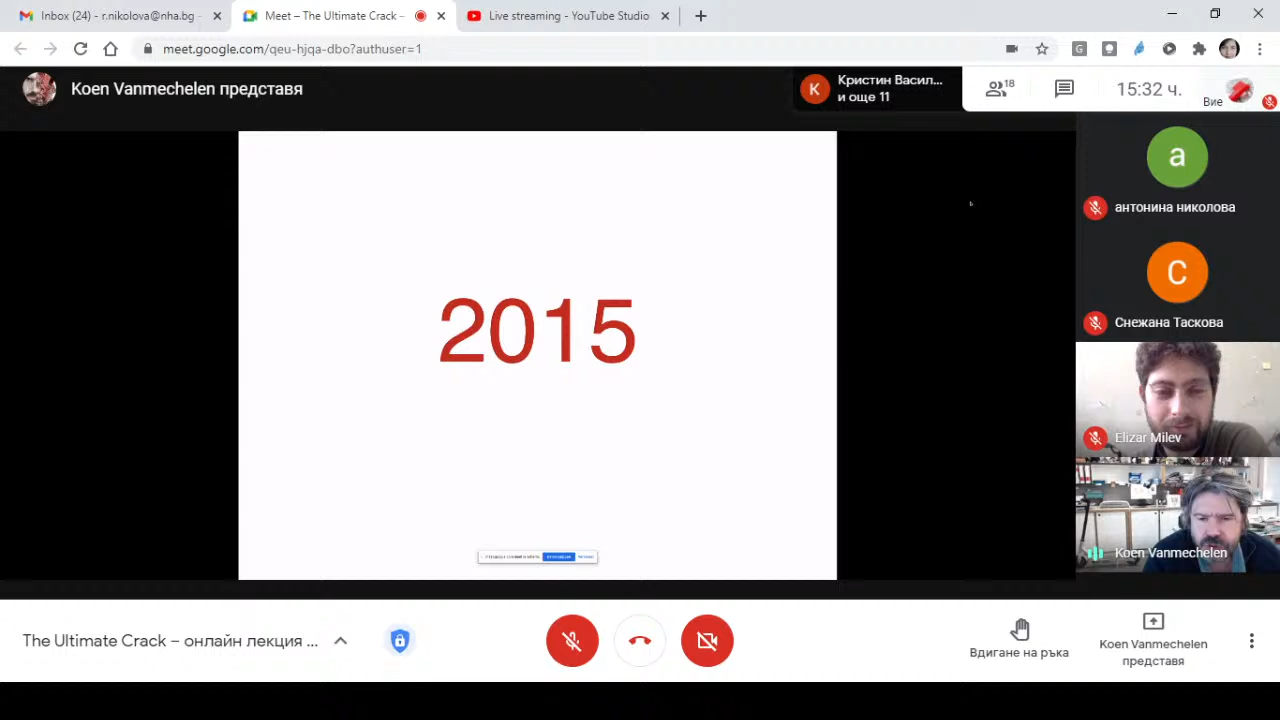 Inbox (24) - r.nikolova@nha.bg -
Meet – The Ultimate Crack –
Live streaming - YouTube Studio
meet.google.com/qeu-hjqa-dbo?authuser=1
Koen Vanmechelen представя
K
Кристин Васил...
и още 11
18
15:32 ч.
Вие
a
антонина николова
2015
С
Снежана Таскова
Elizar Milev
Koen Vanmechelen
The Ultimate Crack – онлайн лекция ...
Вдигане на ръка
Koen Vanmechelen
представя